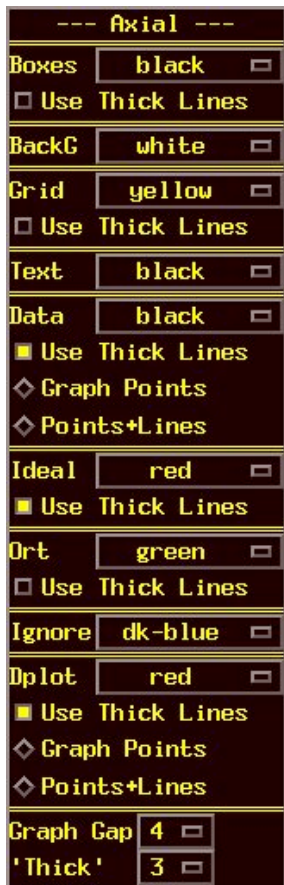 --- Axial ---
Boxes black
Use Thick Lines
BackG white
Grid yellow
Use Thick Lines
Text black
Data black
Use Thick Lines
Graph Points
Points+Lines
Ideal red
Use Thick Lines
Ort green
Use Thick Lines
Ignore dk-blue
Dplot red
Use Thick Lines
Graph Points
Points+Lines
Graph Gap 4
'Thick' 3